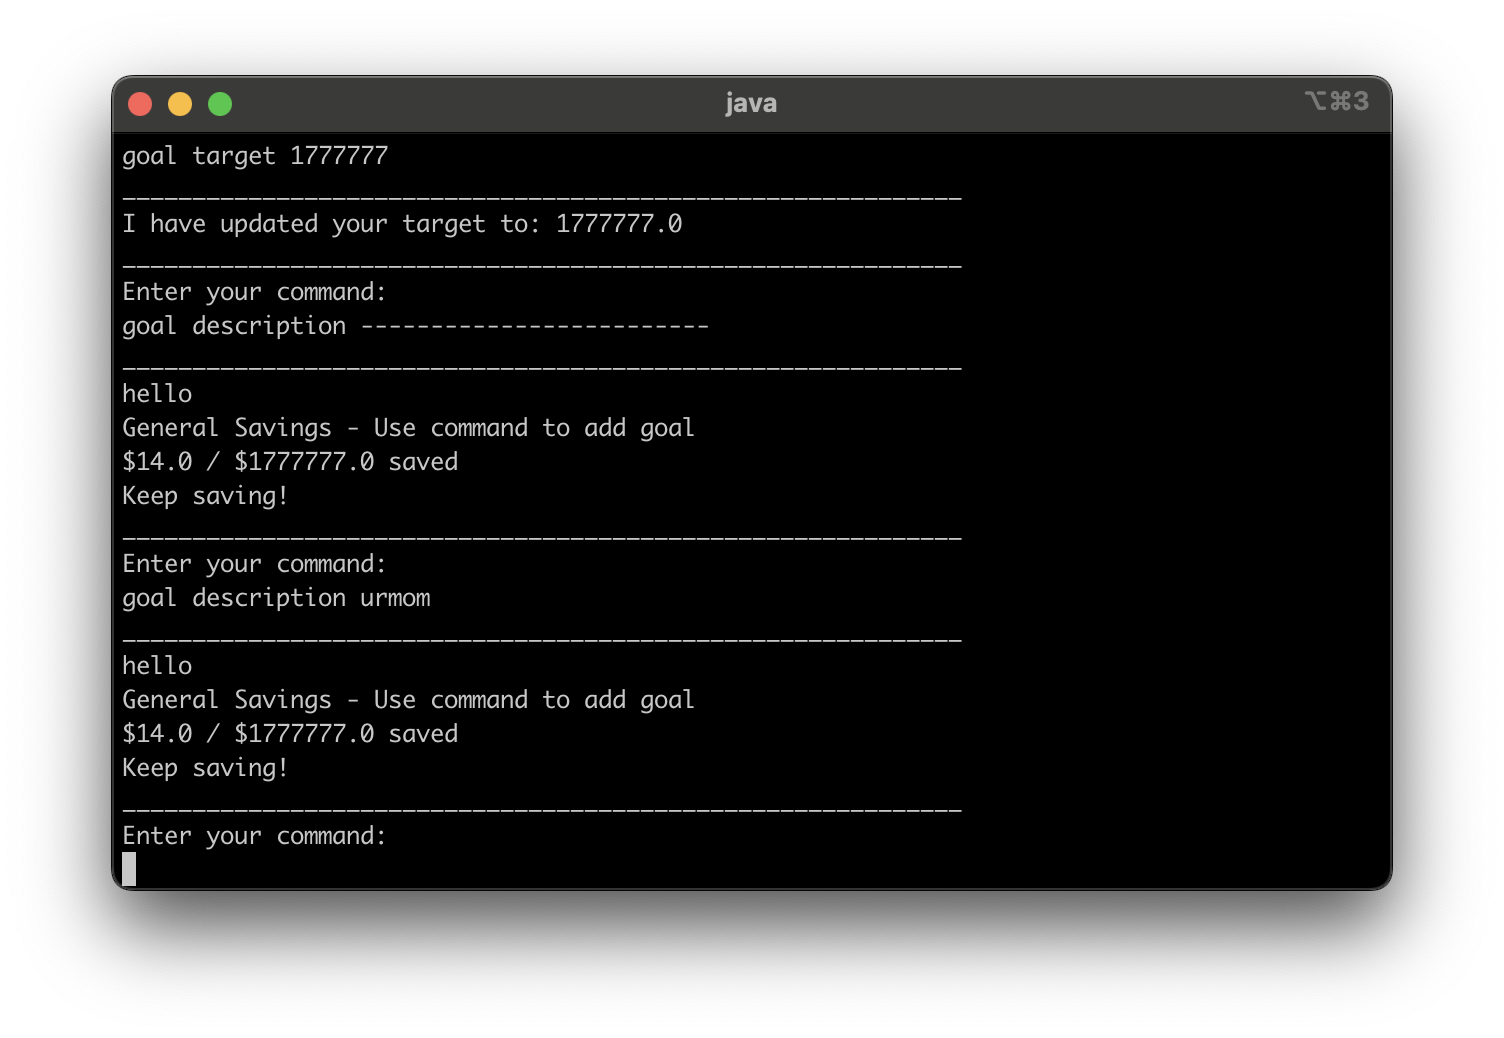 java
⌥⌘3
goal target 1777777
____________________________________________________________
I have updated your target to: 1777777.0
____________________________________________________________
Enter your command:
goal description -------------------------
____________________________________________________________
hello
General Savings - Use command to add goal
$14.0 / $1777777.0 saved
Keep saving!
____________________________________________________________
Enter your command:
goal description urmom
____________________________________________________________
hello
General Savings - Use command to add goal
$14.0 / $1777777.0 saved
Keep saving!
____________________________________________________________
Enter your command: